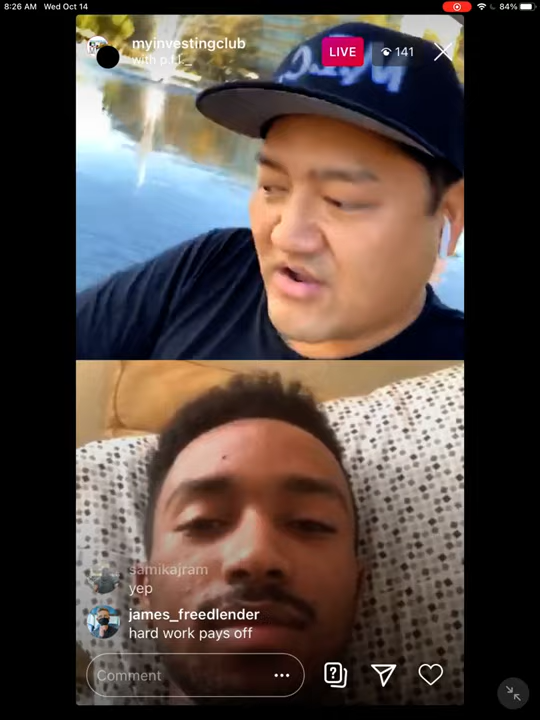 8:26 AM Wed Oct 14
84%
myinvestingclub
LIVE
141
samikajram
yep
james_freedlender
hard work pays off
Comment